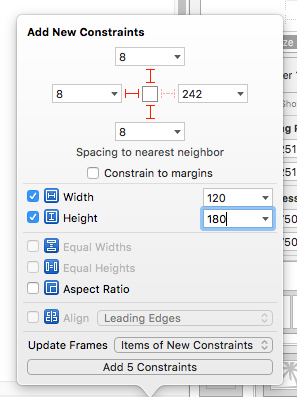 Add New Constraints
8
8
242
8
Spacing to nearest neighbor
Constrain to margins
Width 120
Height 180
Equal Widths
Equal Heights
Aspect Ratio
Align Leading Edges
Update Frames Items of New Constraints
Add 5 Constraints